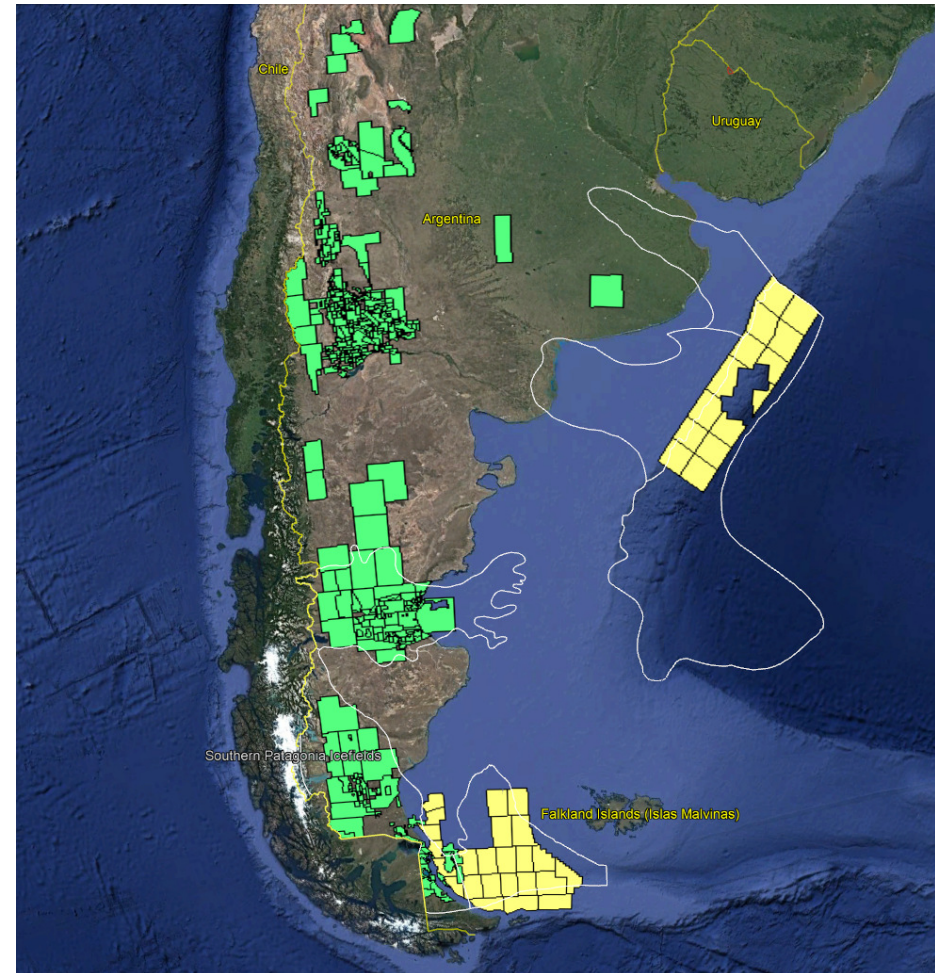 Chile
Uruguay
Argentina
Southern Patagonia Icefields
Falkland Islands (Islas Malvinas)